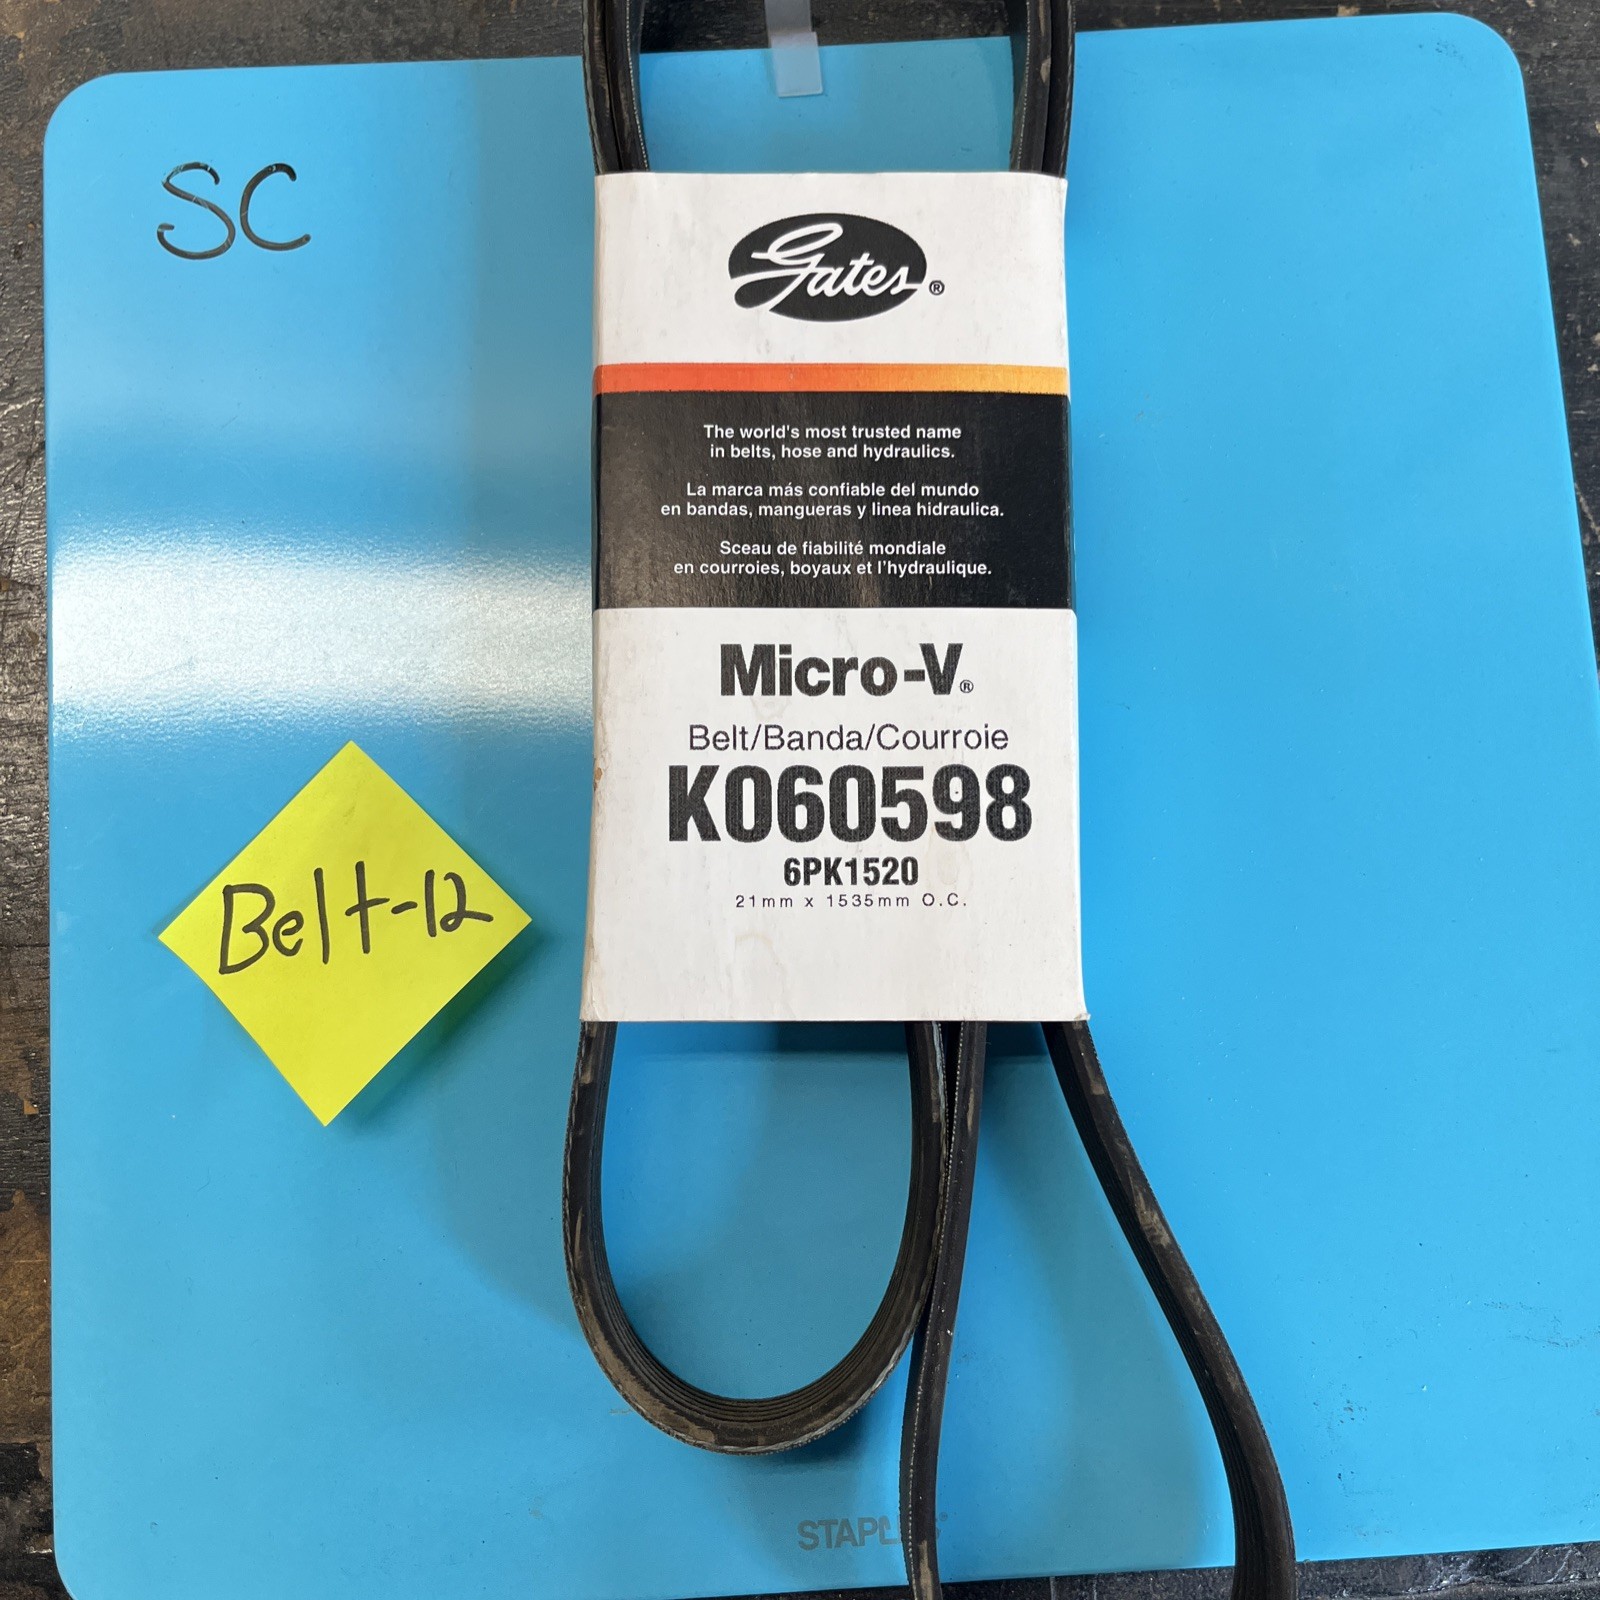 SC
Gates®
The world's most trusted name
in belts, hose and hydraulics.
La marca más confiable del mundo
en bandas, mangueras y linea hidraulica.
Sceau de fiabilité mondiale
en courroies, boyaux et l'hydraulique.
Micro-V®
Belt/Banda/Courroie
K060598
6PK1520
21mm x 1535mm O.C.
Belt-12